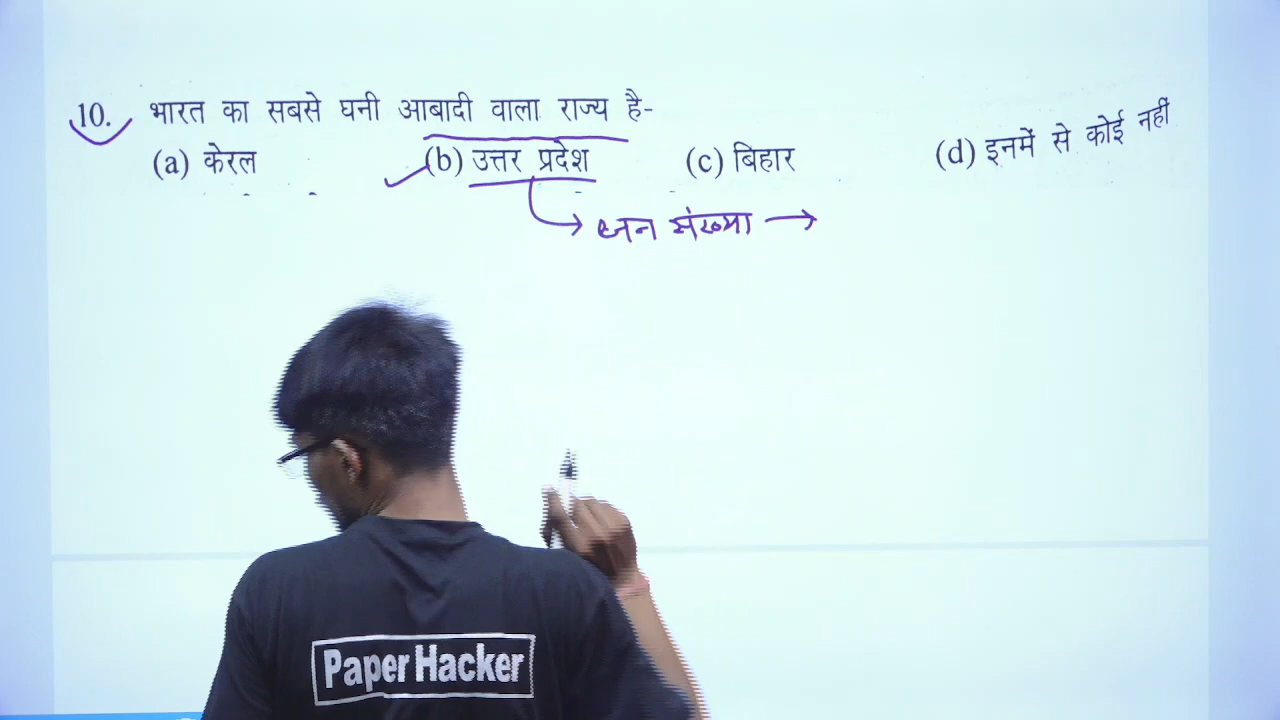 10. भारत का सबसे घनी आबादी वाला राज्य है-
(a) केरल (b) उत्तर प्रदेश (c) बिहार (d) इनमें से कोई नहीं
जन संख्या →
Paper Hacker